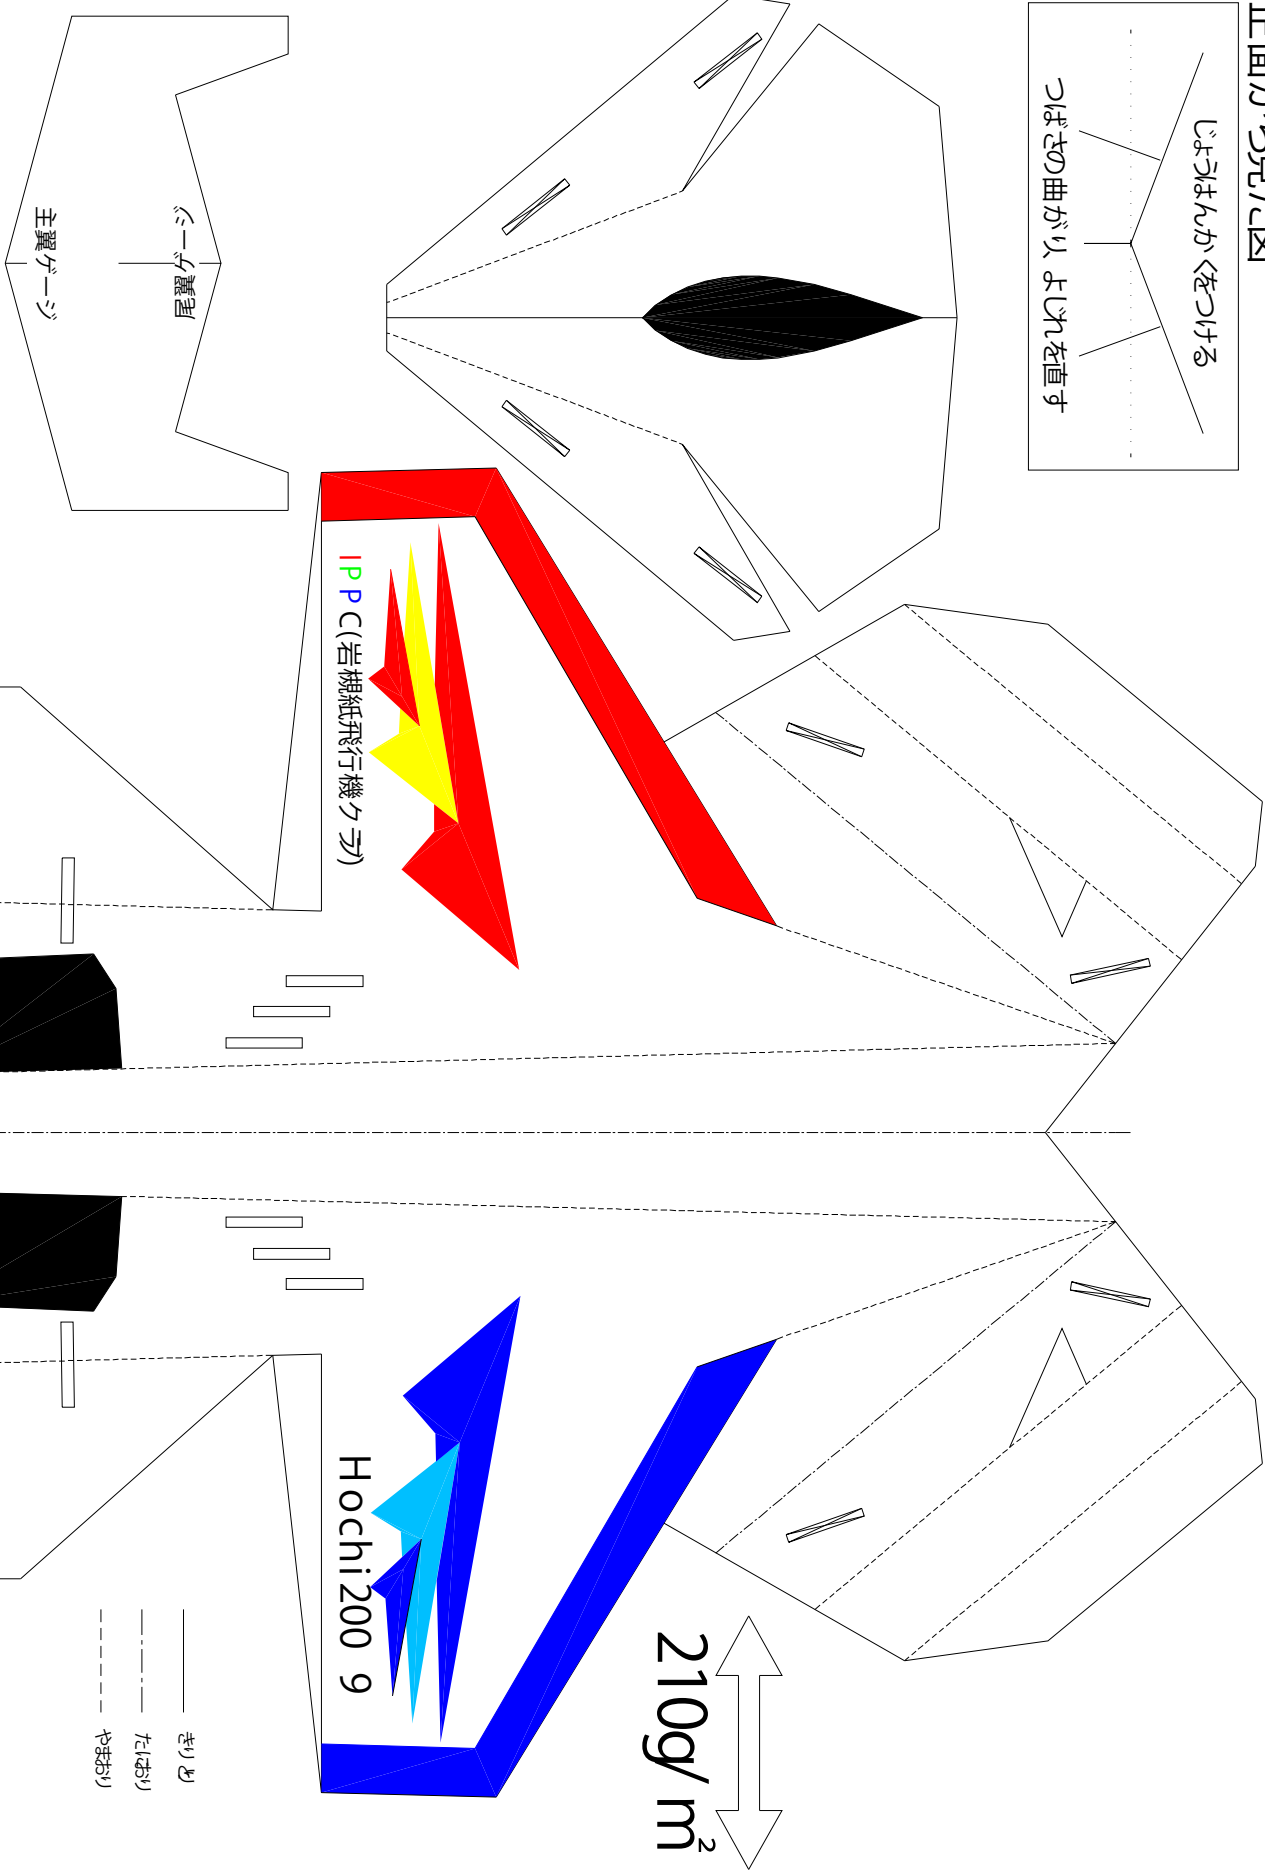 正面から見た図
じょうはんかくをつける
つばさの曲がり、よじれを直す
尾翼ゲージ
主翼ゲージ
IPPC(岩槻紙飛行機クラブ)
Hochi2009
210g/m²
きりとり
たにおり
やまおり